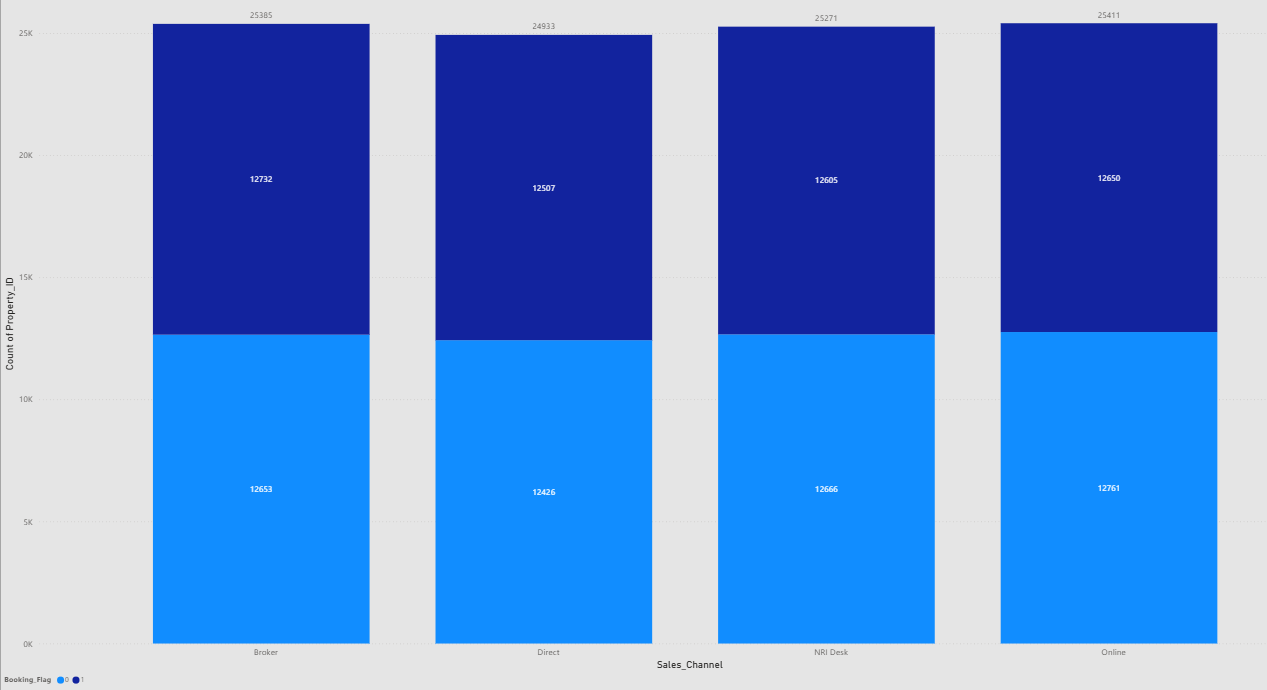 25385 24933 25271 25411
25K
20K
12732 12507 12605 12650
15K
Count of Property_ID
10K
12653 12426 12666 12761
5K
0K
Broker Direct NRI Desk Online
Sales_Channel
Booking_Flag 0 1